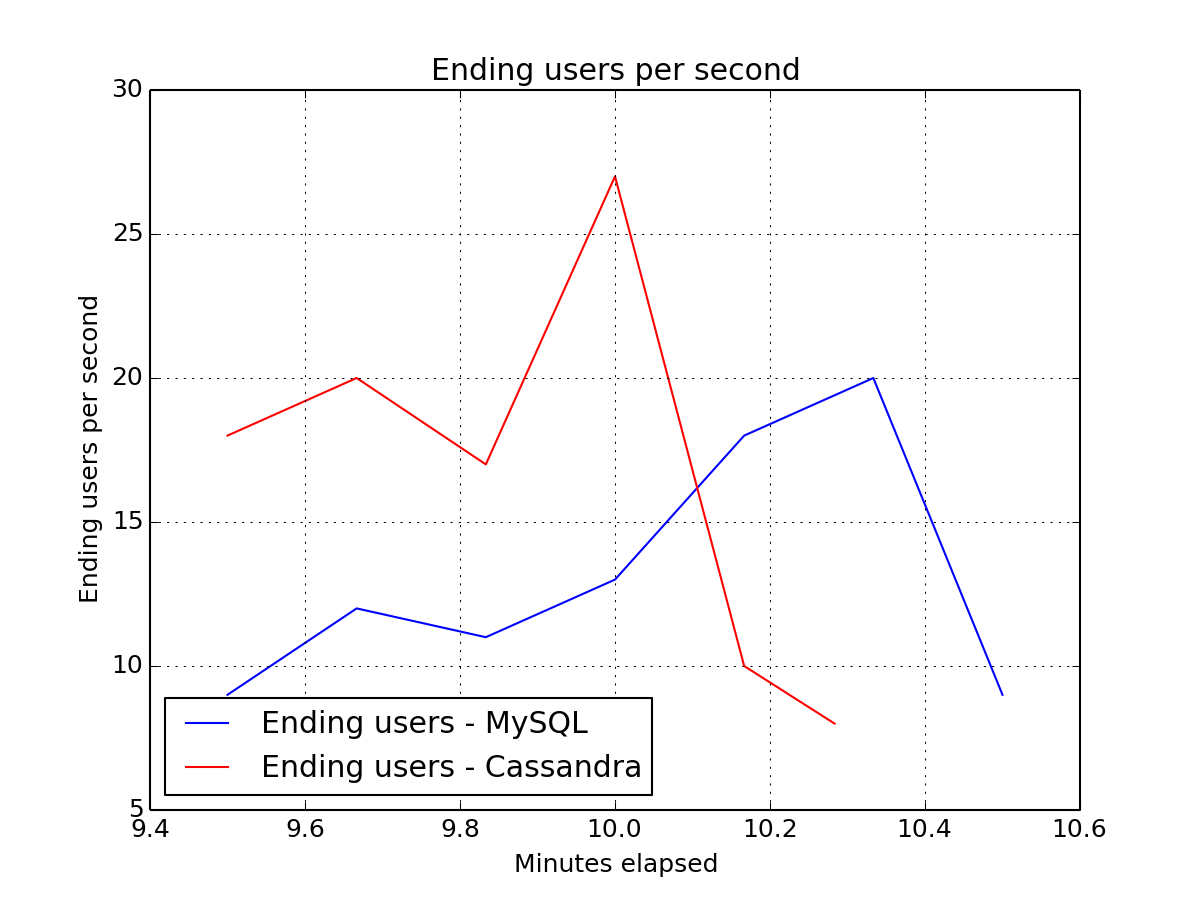 Ending users per second
30
25
20
15
10
5
Ending users per second
Ending users - MySQL
Ending users - Cassandra
9.4 9.6 9.8 10.0 10.2 10.4 10.6
Minutes elapsed